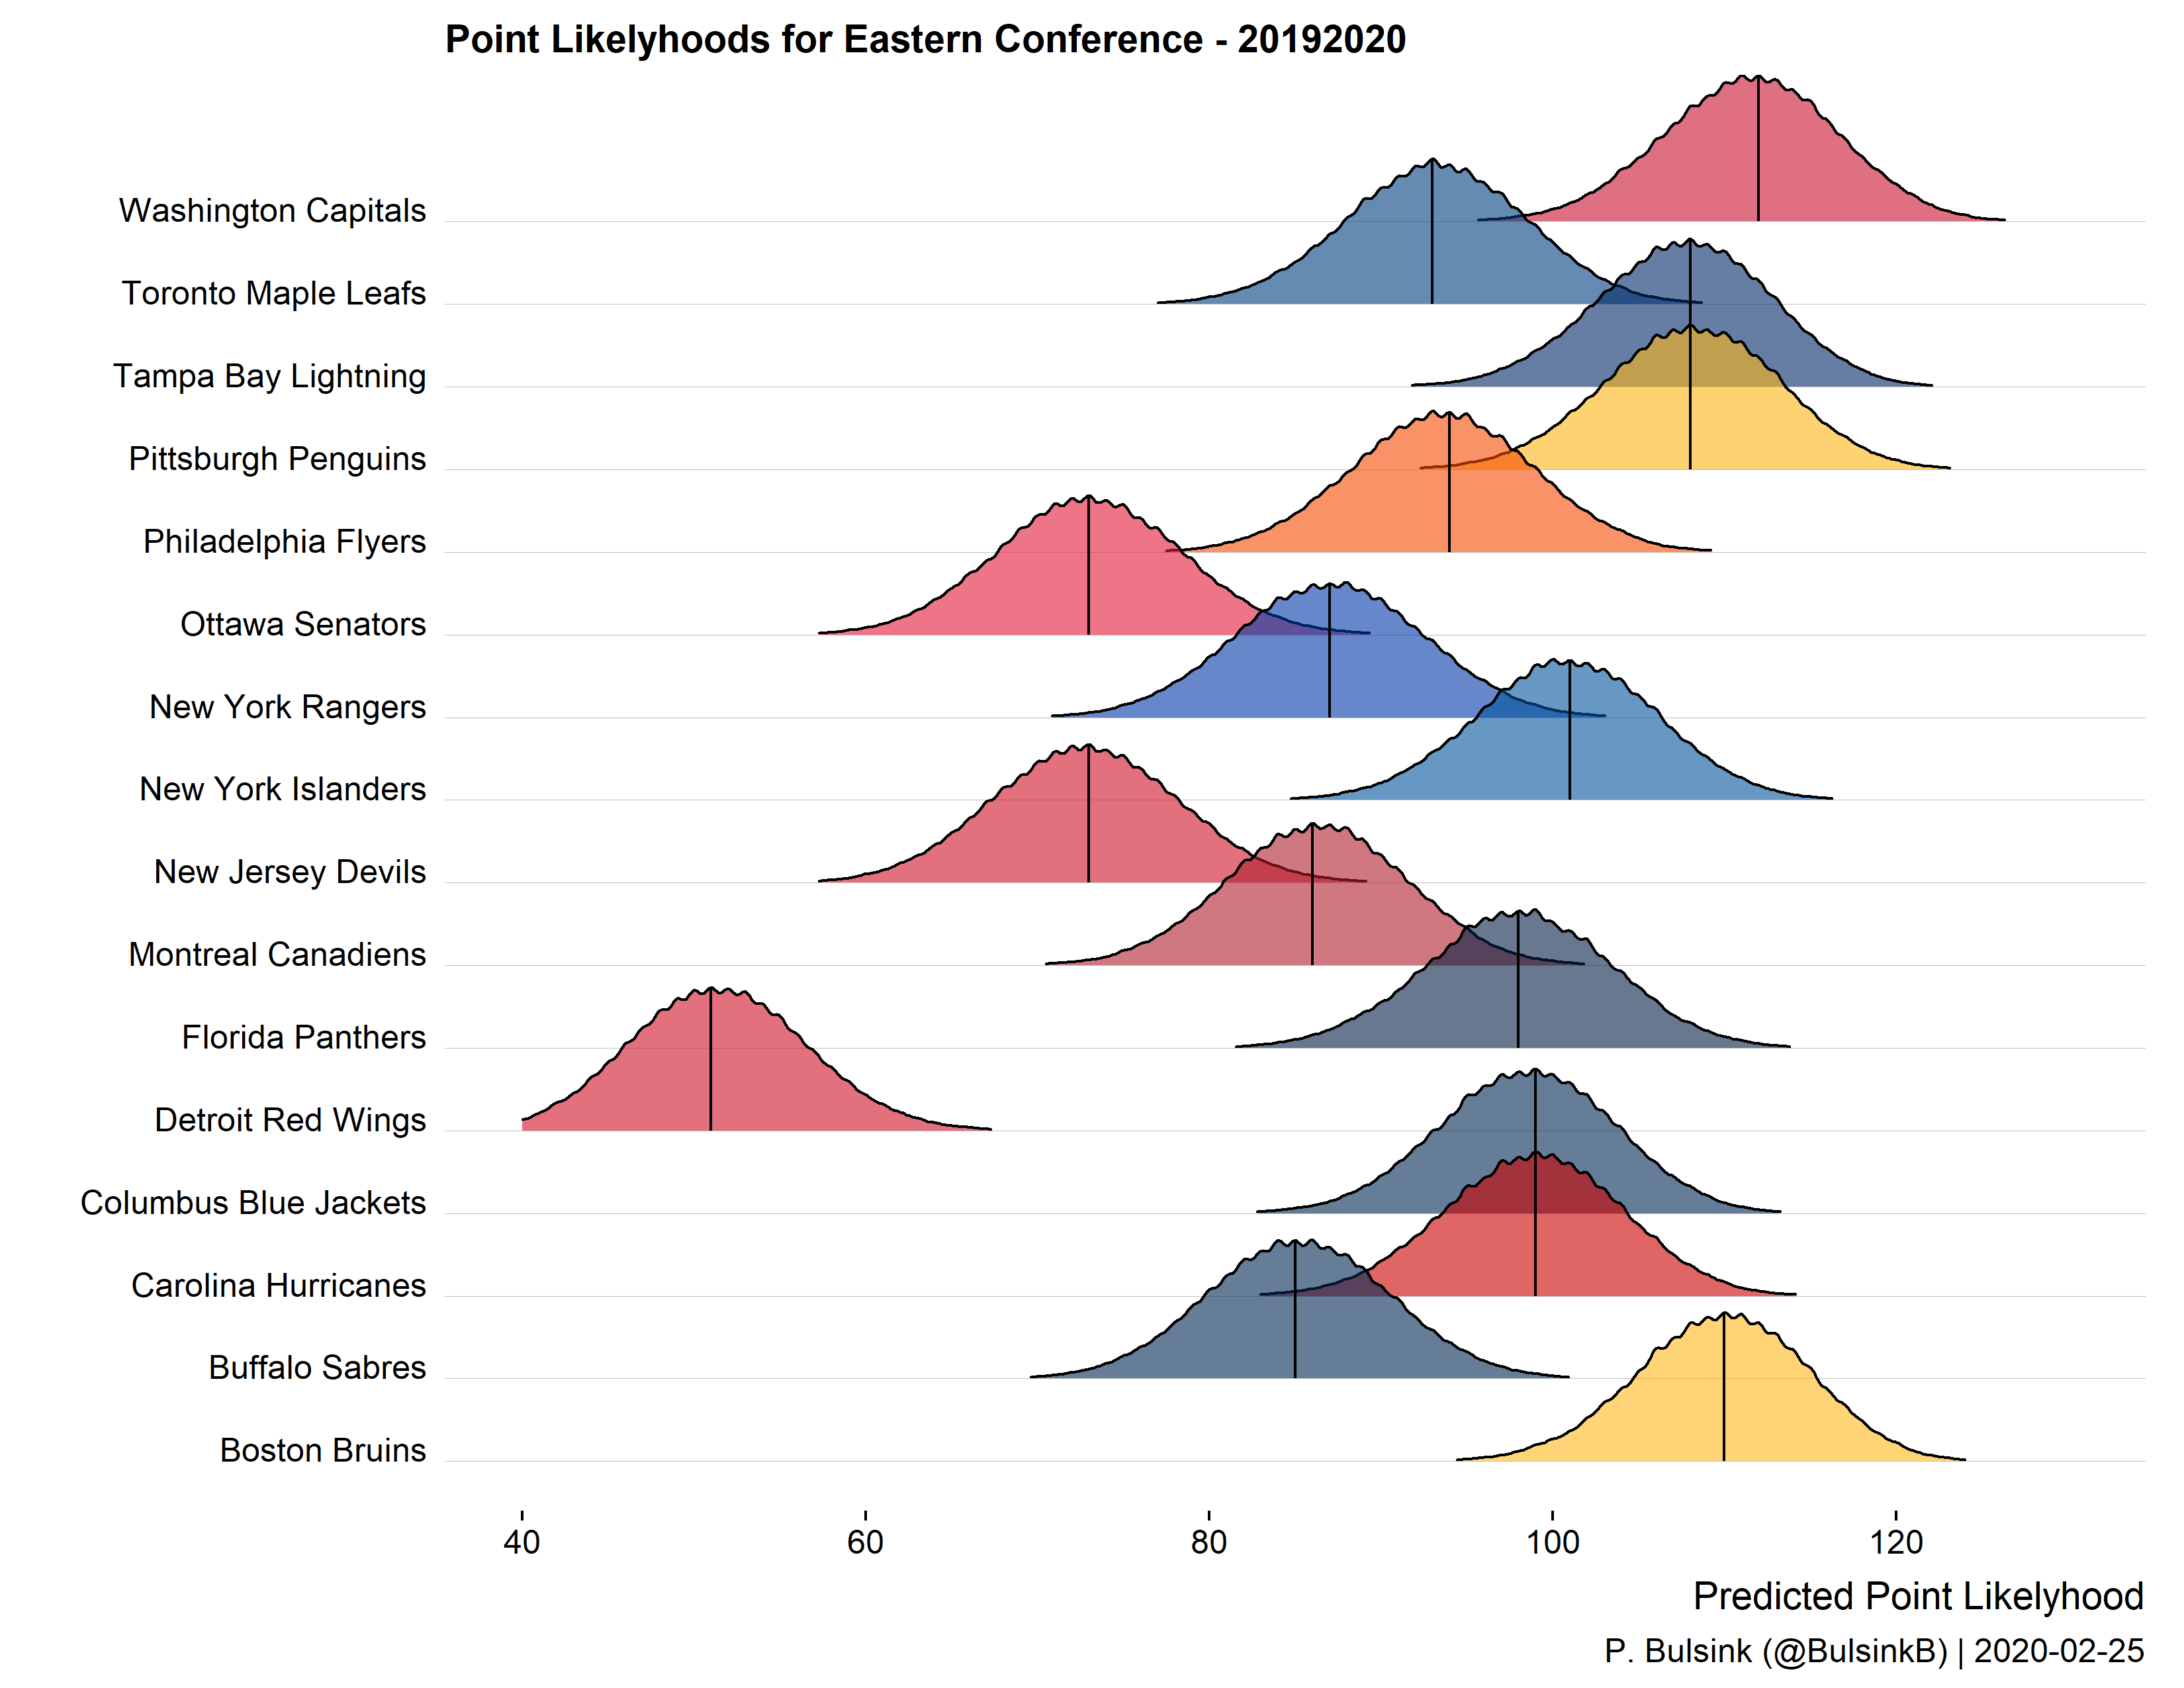 Point Likelyhoods for Eastern Conference - 20192020
Washington Capitals
Toronto Maple Leafs
Tampa Bay Lightning
Pittsburgh Penguins
Philadelphia Flyers
Ottawa Senators
New York Rangers
New York Islanders
New Jersey Devils
Montreal Canadiens
Florida Panthers
Detroit Red Wings
Columbus Blue Jackets
Carolina Hurricanes
Buffalo Sabres
Boston Bruins
40 60 80 100 120
Predicted Point Likelyhood
P. Bulsink (@BulsinkB) | 2020-02-25